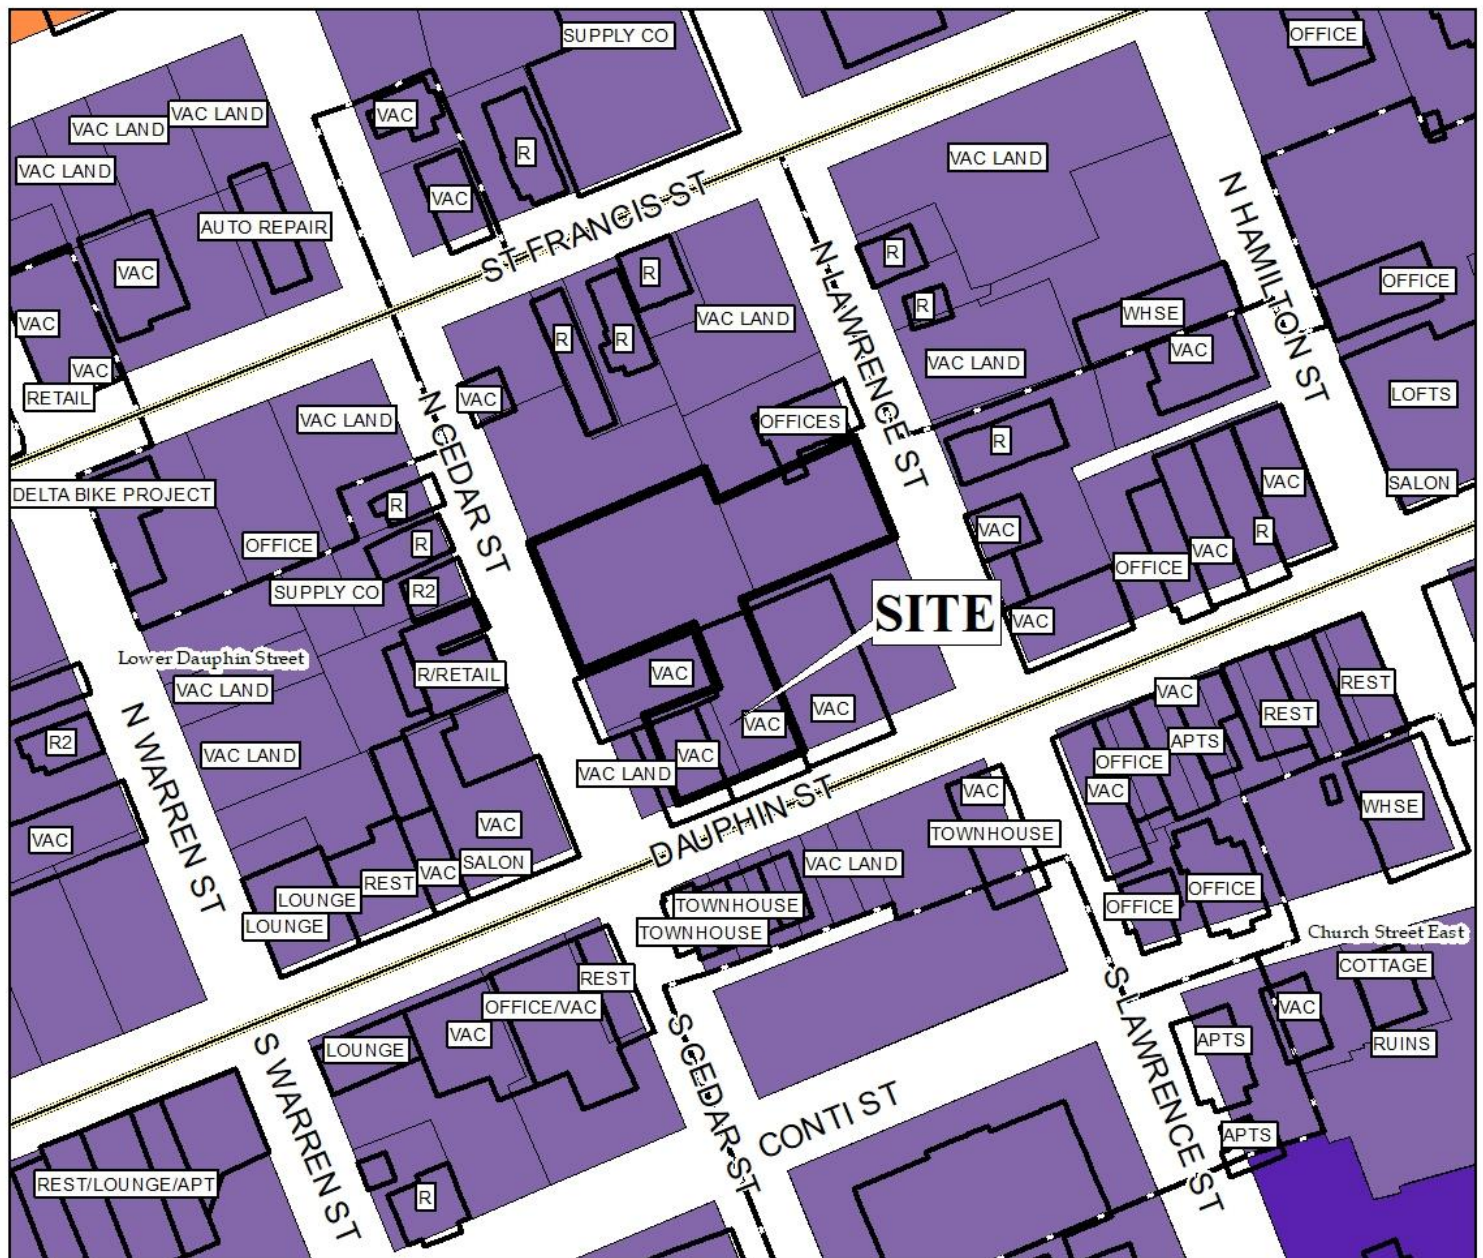 SUPPLY CO
OFFICE
VAC LAND
VAC LAND
VAC
R
VAC LAND
VAC LAND
VAC
AUTO REPAIR
ST FRANCIS ST
N LAWRENCE ST
N HAMILTON ST
R
R
R
VAC
OFFICE
VAC
WHSE
VAC
RETAIL
R
R
VAC LAND
VAC LAND
VAC
VAC
LOFTS
VAC LAND
N CEDAR ST
OFFICES
R
DELTA BIKE PROJECT
R
VAC
SALON
OFFICE
R
VAC
R
VAC
OFFICE
SUPPLY CO
R2
SITE
VAC
Lower Dauphin Street
R/RETAIL
VAC
VAC LAND
VAC
VAC
VAC
REST
REST
APTS
N WARREN ST
R2
VAC LAND
VAC
VAC LAND
OFFICE
VAC
VAC
WHSE
DAUPHIN ST
VAC
VAC
TOWNHOUSE
SALON
VAC
REST
LOUNGE
LOUNGE
VAC LAND
TOWNHOUSE
TOWNHOUSE
OFFICE
OFFICE
Church Street East
COTTAGE
REST
OFFICE/VAC
VAC
LOUNGE
S WARREN ST
S CEDAR ST
S LAWRENCE ST
VAC
APTS
RUINS
CONTI ST
APTS
REST/LOUNGE/APT
R